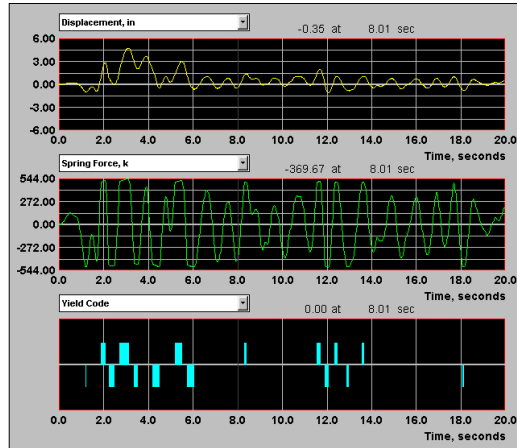 Displacement, in -0.35 at 8.01 sec
6.00
3.00
0.00
-3.00
-6.00
0.00 2.0 4.0 6.0 8.0 10.0 12.0 14.0 16.0 18.0 20.0
Time, seconds
Spring Force, k -369.67 at 8.01 sec
544.00
272.00
0.00
-272.00
-544.00
0.00 2.0 4.0 6.0 8.0 10.0 12.0 14.0 16.0 18.0 20.0
Time, seconds
Yield Code 0.00 at 8.01 sec
0.00 2.0 4.0 6.0 8.0 10.0 12.0 14.0 16.0 18.0 20.0
Time, seconds